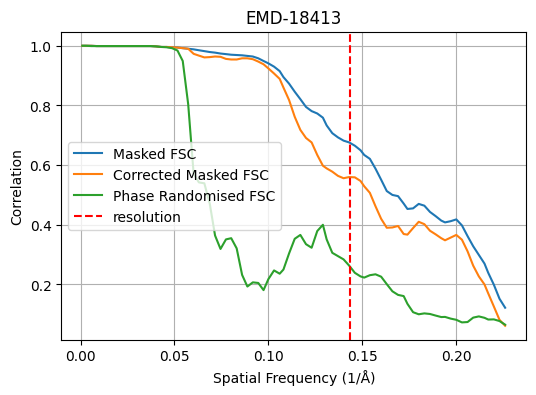 EMD-18413
1.0
0.8
0.6
0.4
0.2
Correlation
Masked FSC
Corrected Masked FSC
Phase Randomised FSC
resolution
0.00 0.05 0.10 0.15 0.20
Spatial Frequency (1/Å)